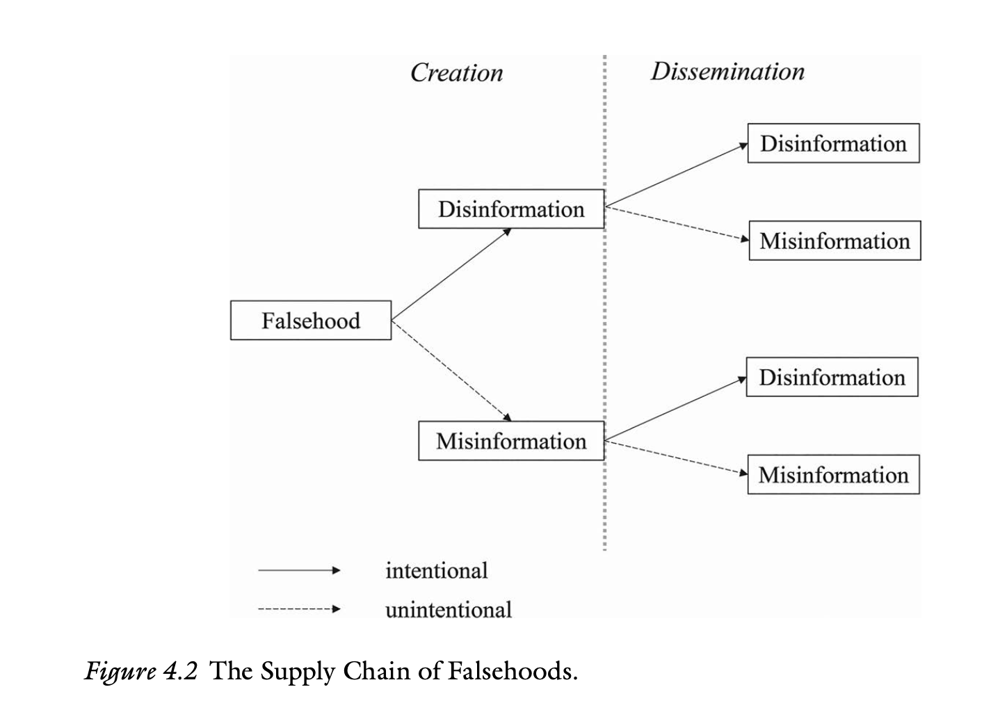 Creation
Dissemination
Disinformation
Disinformation
Misinformation
Falsehood
Disinformation
Misinformation
Misinformation
intentional
unintentional
Figure 4.2 The Supply Chain of Falsehoods.